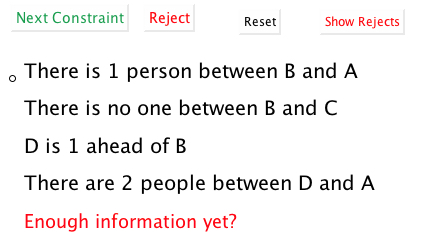 Next Constraint Reject Reset Show Rejects
There is 1 person between B and A
There is no one between B and C
D is 1 ahead of B
There are 2 people between D and A
Enough information yet?